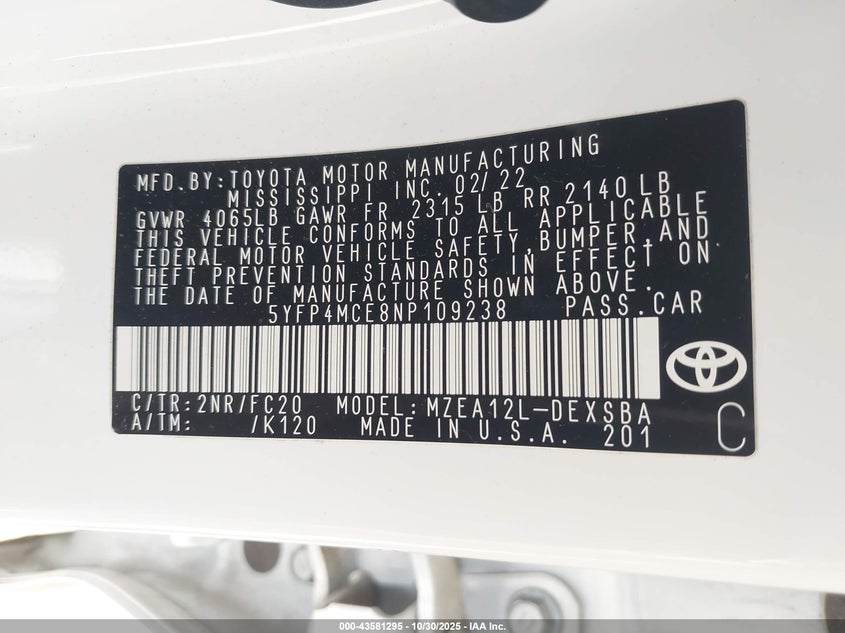 MFD.BY:TOYOTA MOTOR MANUFACTURING
MISSISSIPPI INC. 02/22
GVWR 4065LB GAWR FR 2315 LB RR 2140LB
THIS VEHICLE CONFORMS TO ALL APPLICABLE
FEDERAL MOTOR VEHICLE SAFETY,BUMPER,AND
THEFT PREVENTION STANDARDS IN EFFECT ON
THE DATE OF MANUFACTURE SHOWN ABOVE.
5YFP4MCE8NP109238 PASS.CAR
C/TR:2NR/FC20 MODEL:MZEA12L-DEXSBA
A/TM: /K120 MADE IN U.S.A. 201
C
000-43581295 - 10/30/2025 - IAA Inc.